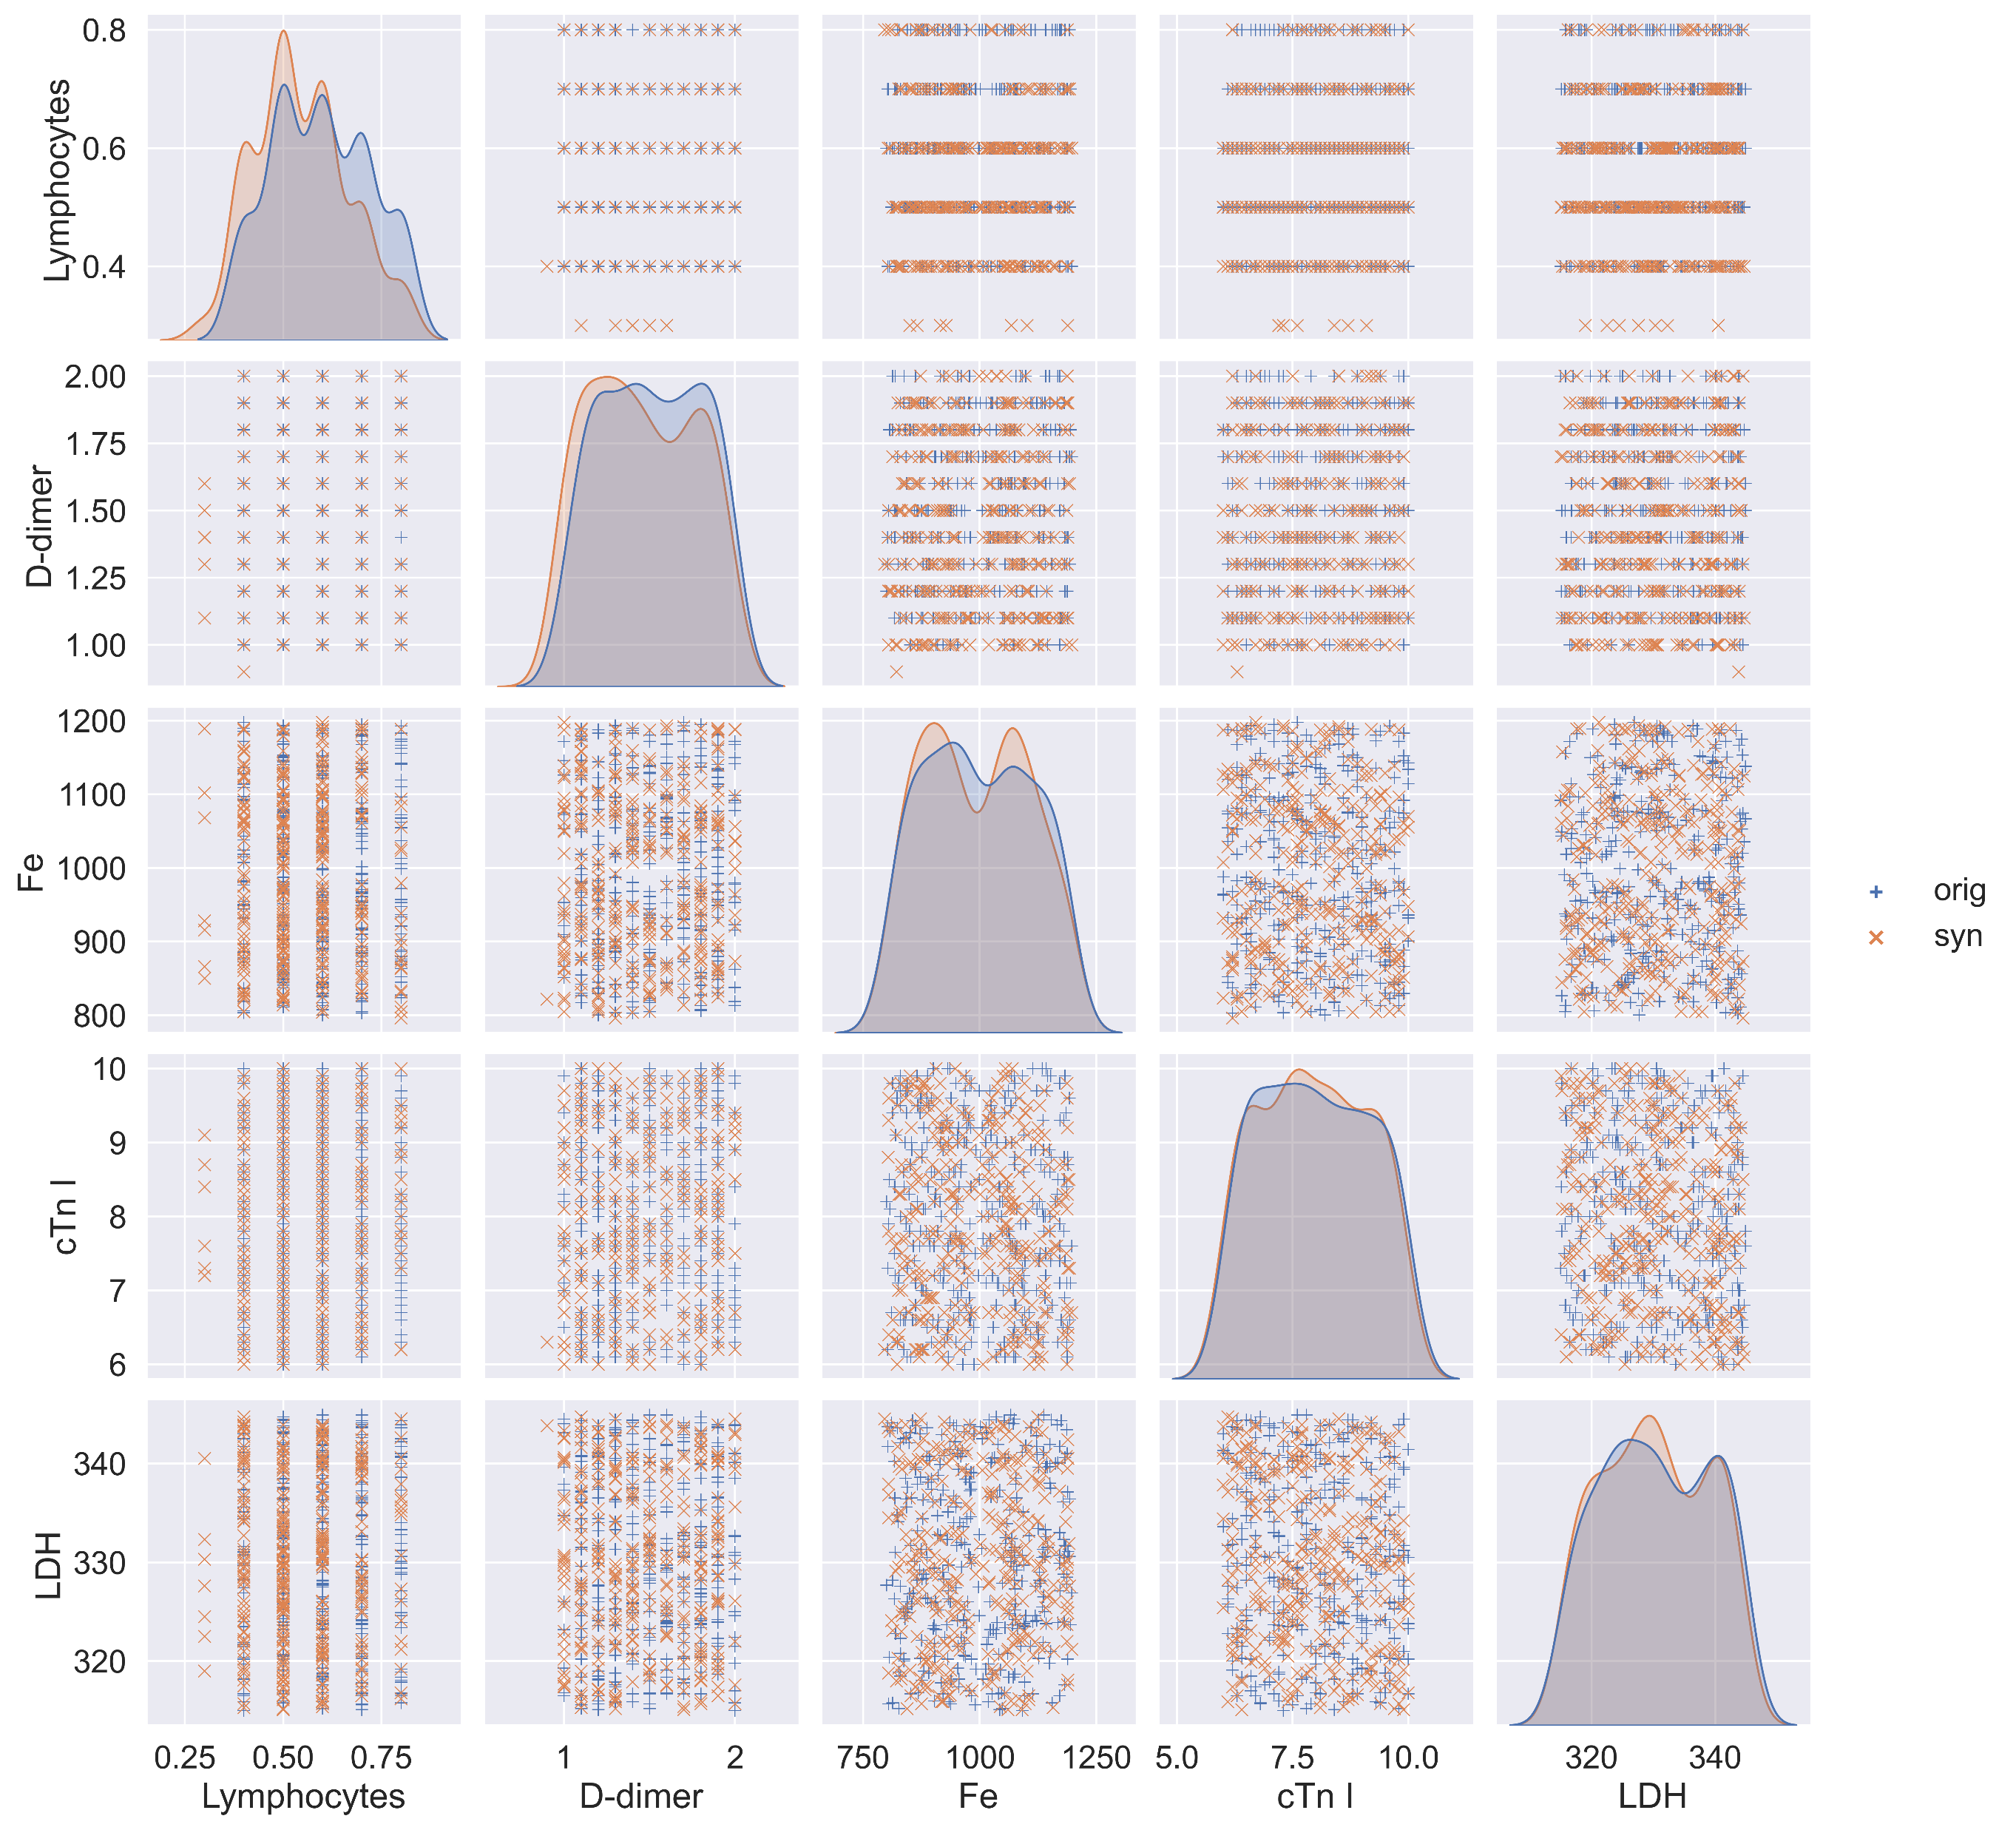 Lymphocytes
0.8
0.6
0.4
D-dimer
2.00
1.75
1.50
1.25
1.00
Fe
1200
1100
1000
900
800
cTn I
10
9
8
7
6
LDH
340
330
320
0.25 0.50 0.75
Lymphocytes
1 2
D-dimer
750 1000 1250
Fe
5.0 7.5 10.0
cTn I
320 340
LDH
orig
syn